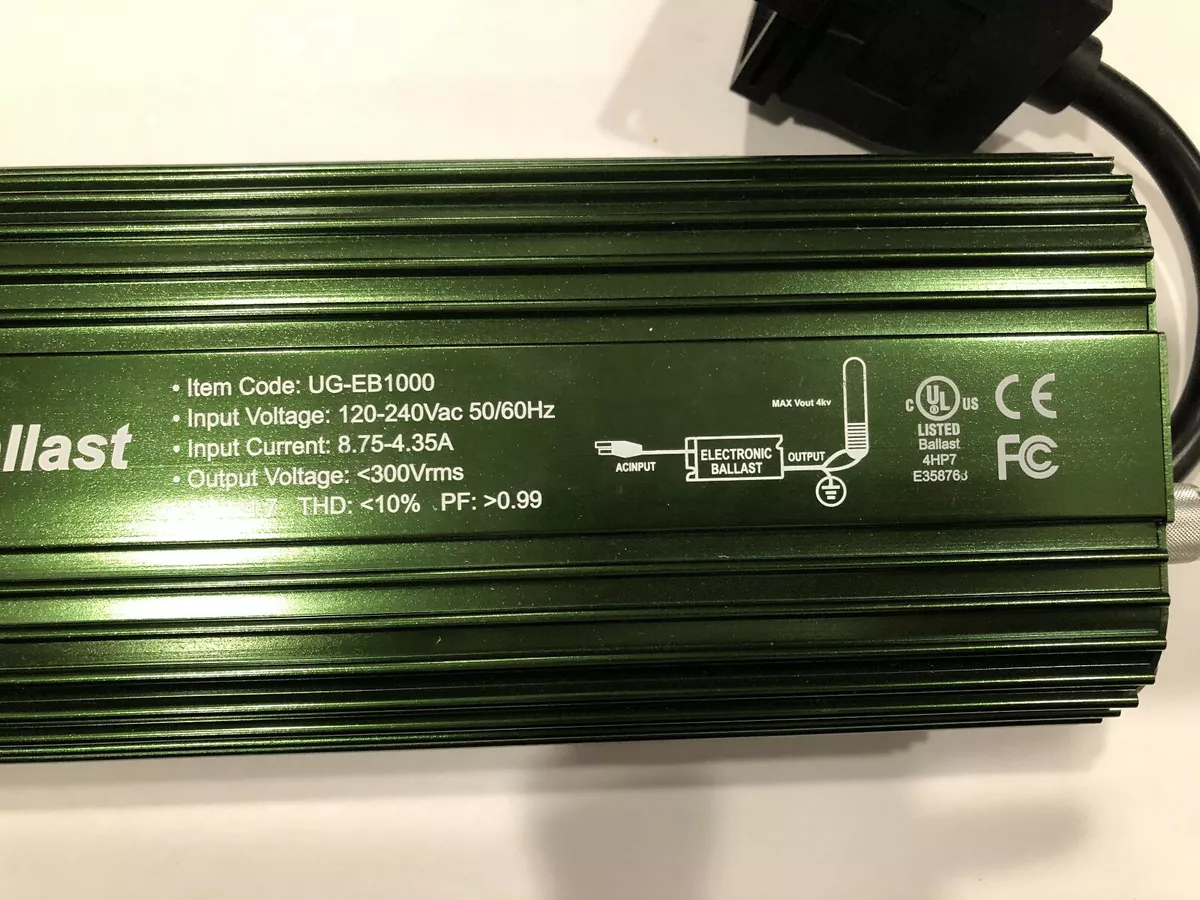 allast
• Item Code: UG-EB1000
• Input Voltage: 120-240Vac 50/60Hz
• Input Current: 8.75-4.35A
• Output Voltage: <300Vrms
THD: <10% PF: >0.99
MAX Vout 4kv
ACINPUT
ELECTRONIC
BALLAST
OUTPUT
C UL US
LISTED
Ballast
4HP7
CE
FC